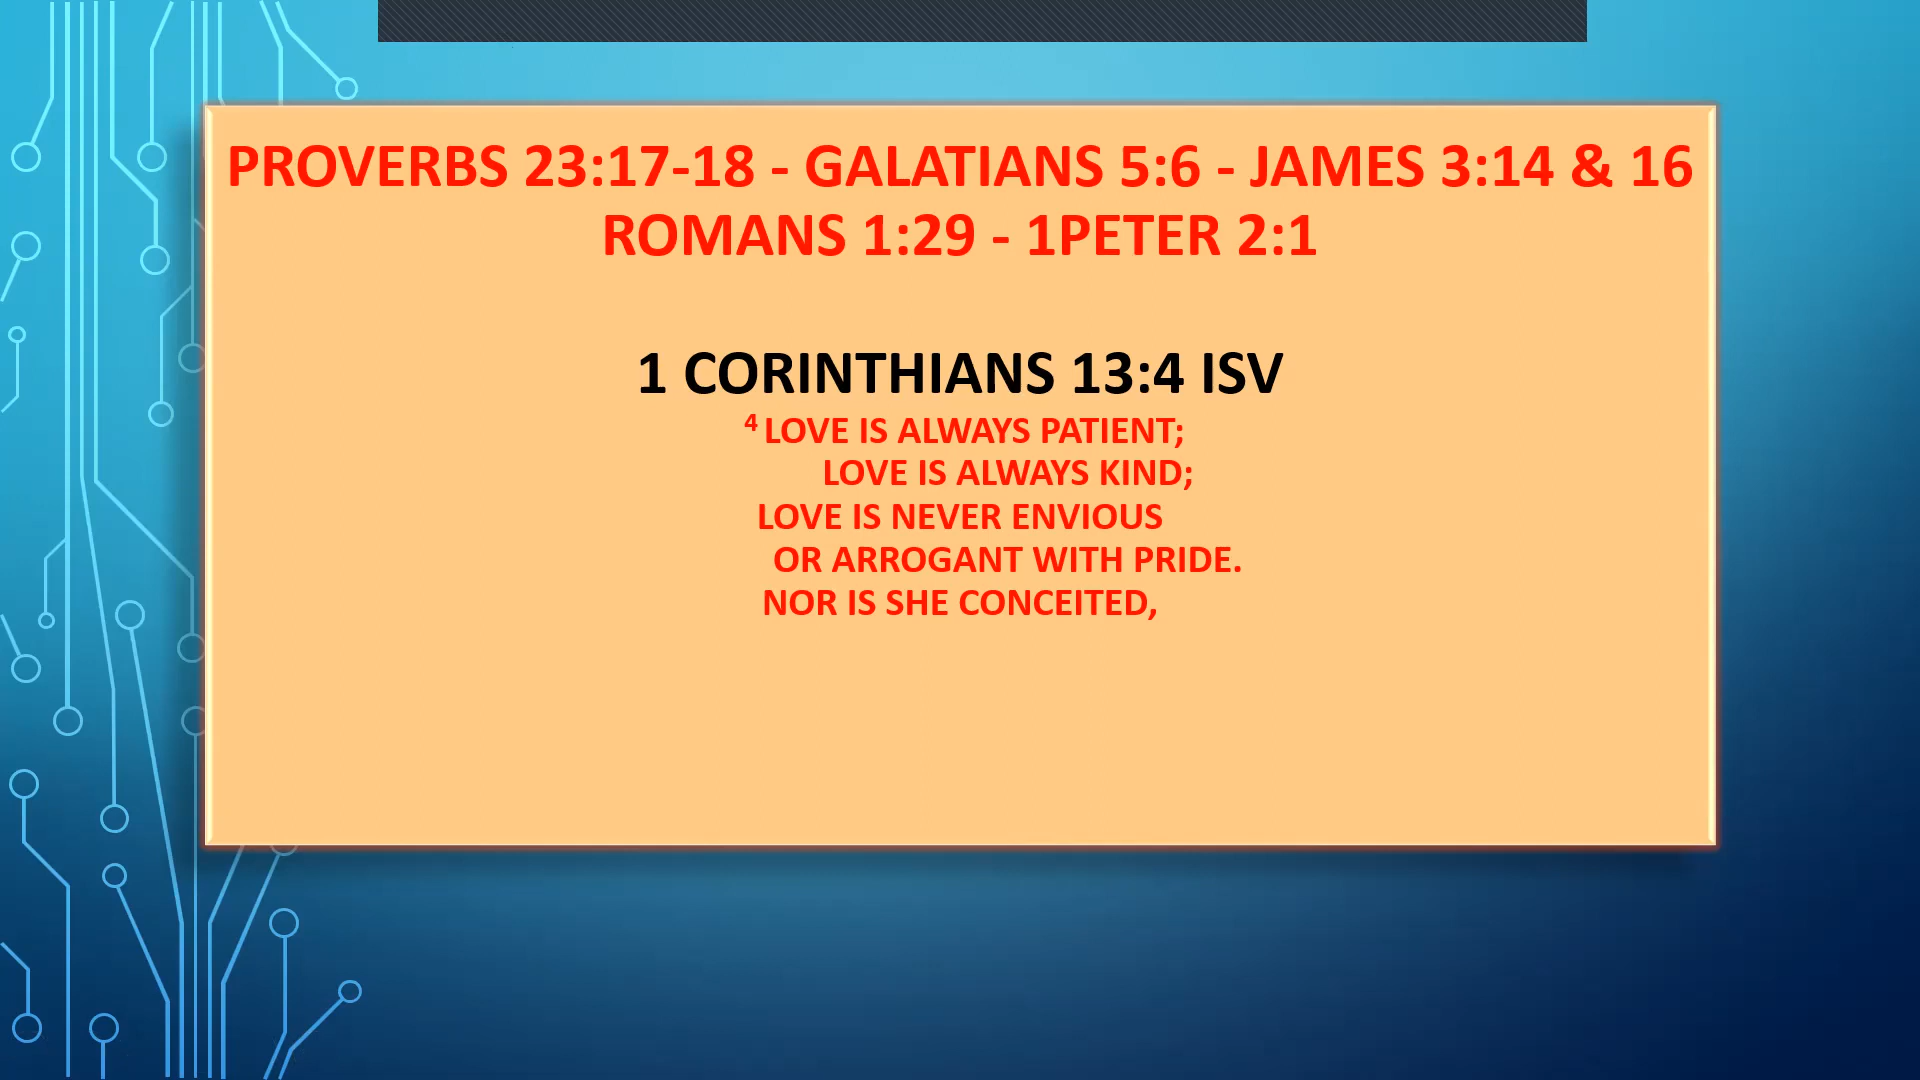 PROVERBS 23:17-18 - GALATIANS 5:6 - JAMES 3:14 & 16
ROMANS 1:29 - 1PETER 2:1
1 CORINTHIANS 13:4 ISV
⁴ LOVE IS ALWAYS PATIENT;
LOVE IS ALWAYS KIND;
LOVE IS NEVER ENVIOUS
OR ARROGANT WITH PRIDE.
NOR IS SHE CONCEITED,